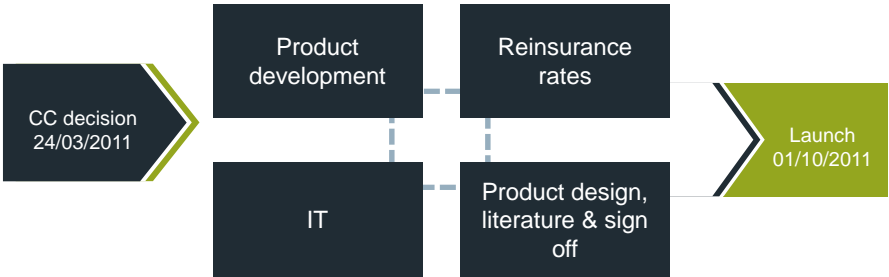 CC decision
24/03/2011
Product
development
Reinsurance
rates
IT
Product design,
literature & sign
off
Launch
01/10/2011